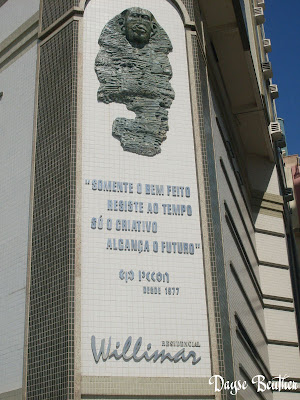 "SOMENTE O BEM FEITO
RESISTE AO TEMPO
SÓ O CRIATIVO
ALCANÇA O FUTURO"
DESDE 1977
RESIDENCIAL
Willimar
Dayse Beuther